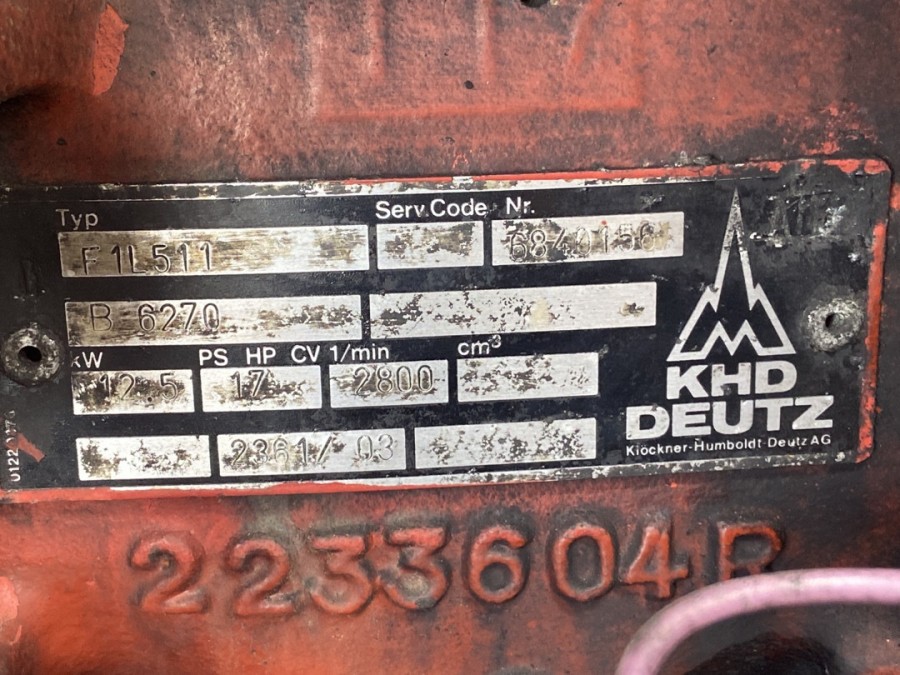 Typ Serv.Code Nr.
F1L511 6840156
B 6270
kW PS HP CV 1/min cm³
12.5 17 2800
2361/ 03
KHD
DEUTZ
Klöckner-Humboldt-Deutz AG
2233604R